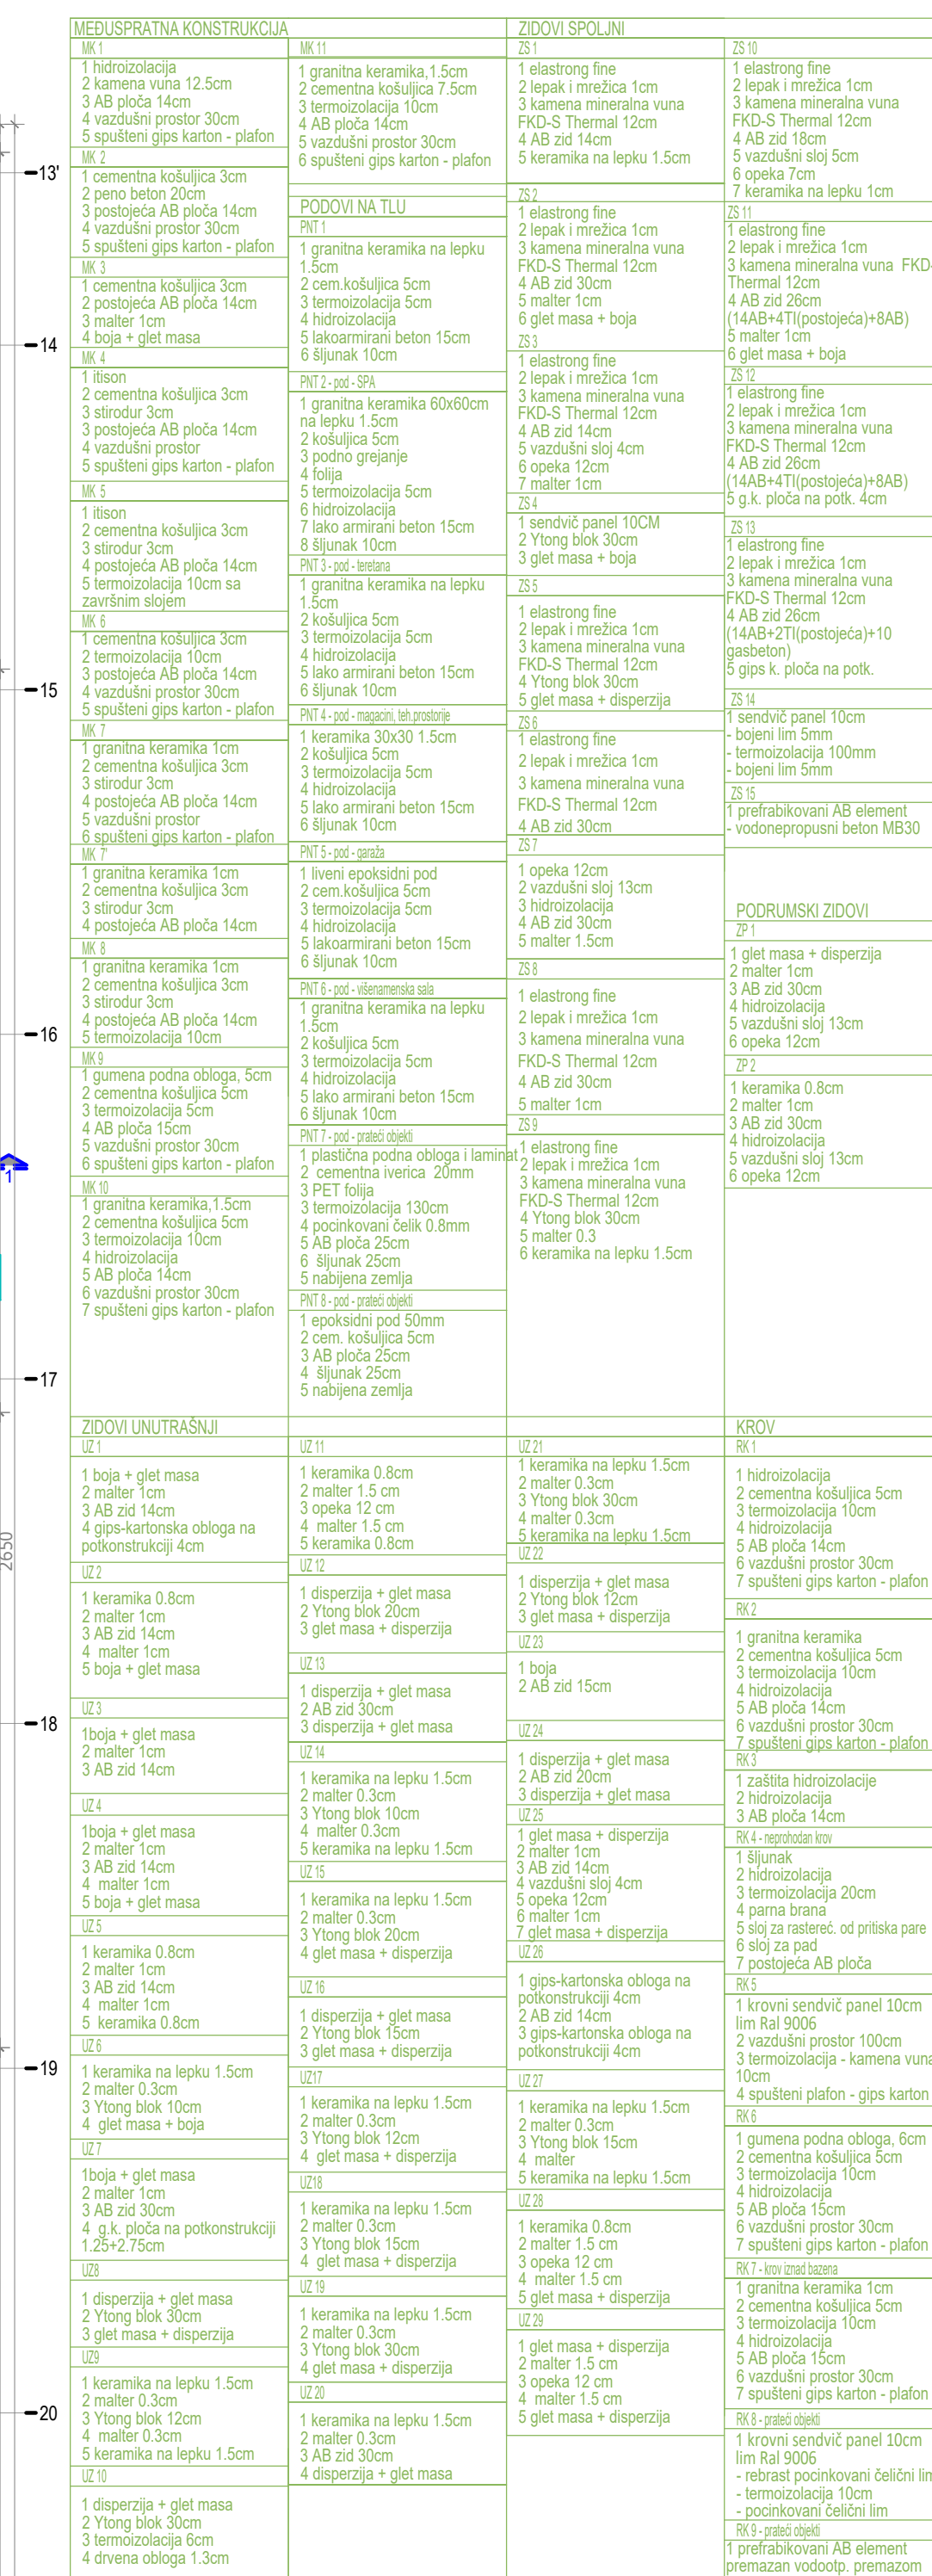 MEĐUSPRATNA KONSTRUKCIJA
MK 1
1 hidroizolacija
2 kamena vuna 12.5cm
3 AB ploča 14cm
4 vazdušni prostor 30cm
5 spušteni gips karton - plafon
MK 2
1 cementna košuljica 3cm
2 peno beton 20cm
3 postojeća AB ploča 14cm
4 vazdušni prostor 30cm
5 spušteni gips karton - plafon
MK 3
1 cementna košuljica 3cm
2 postojeća AB ploča 14cm
3 malter 1cm
4 boja + glet masa
MK 4
1 itison
2 cementna košuljica 3cm
3 stirodur 3cm
3 postojeća AB ploča 14cm
4 vazdušni prostor
5 spušteni gips karton - plafon
MK 5
1 itison
2 cementna košuljica 3cm
3 stirodur 3cm
4 postojeća AB ploča 14cm
5 termoizolacija 10cm sa
završnim slojem
MK 6
1 cementna košuljica 3cm
2 termoizolacija 10cm
3 postojeća AB ploča 14cm
4 vazdušni prostor 30cm
5 spušteni gips karton - plafon
MK 7
1 granitna keramika 1cm
2 cementna košuljica 3cm
3 stirodur 3cm
4 postojeća AB ploča 14cm
5 vazdušni prostor
6 spušteni gips karton - plafon
MK 7'
1 granitna keramika 1cm
2 cementna košuljica 3cm
3 stirodur 3cm
4 postojeća AB ploča 14cm
MK 8
1 granitna keramika 1cm
2 cementna košuljica 3cm
3 stirodur 3cm
4 postojeća AB ploča 14cm
5 termoizolacija 10cm
MK 9
1 gumena podna obloga, 5cm
2 cementna košuljica 5cm
3 termoizolacija 5cm
4 AB ploča 15cm
5 vazdušni prostor 30cm
6 spušteni gips karton - plafon
MK 10
1 granitna keramika,1.5cm
2 cementna košuljica 5cm
3 termoizolacija 10cm
4 hidroizolacija
5 AB ploča 14cm
6 vazdušni prostor 30cm
7 spušteni gips karton - plafon
MK 11
1 granitna keramika,1.5cm
2 cementna košuljica 7.5cm
3 termoizolacija 10cm
4 AB ploča 14cm
5 vazdušni prostor 30cm
6 spušteni gips karton - plafon
PODOVI NA TLU
PNT 1
1 granitna keramika na lepku
1.5cm
2 cem.košuljica 5cm
3 termoizolacija 5cm
4 hidroizolacija
5 lakoarmirani beton 15cm
6 šljunak 10cm
PNT 2 - pod - SPA
1 granitna keramika 60x60cm
na lepku 1.5cm
2 košuljica 5cm
3 podno grejanje
4 folija
5 termoizolacija 5cm
6 hidroizolacija
7 lako armirani beton 15cm
8 šljunak 10cm
PNT 3 - pod - teretana
1 granitna keramika na lepku
1.5cm
2 košuljica 5cm
3 termoizolacija 5cm
4 hidroizolacija
5 lako armirani beton 15cm
6 šljunak 10cm
PNT 4 - pod - magacini, teh.prostorije
1 keramika 30x30 1.5cm
2 košuljica 5cm
3 termoizolacija 5cm
4 hidroizolacija
5 lako armirani beton 15cm
6 šljunak 10cm
PNT 5 - pod - garaža
1 liveni epoksidni pod
2 cem.košuljica 5cm
3 termoizolacija 5cm
4 hidroizolacija
5 lakoarmirani beton 15cm
6 šljunak 10cm
PNT 6 - pod - višenamenska sala
1 granitna keramika na lepku
1.5cm
2 košuljica 5cm
3 termoizolacija 5cm
4 hidroizolacija
5 lako armirani beton 15cm
6 šljunak 10cm
PNT 7 - pod - prateći objekti
1 plastična podna obloga i laminat
2 cementna iverica 20mm
3 PET folija
3 termoizolacija 130cm
4 pocinkovani čelik 0.8mm
5 AB ploča 25cm
6 šljunak 25cm
5 nabijena zemlja
PNT 8 - pod - prateći objekti
1 epoksidni pod 50mm
2 cem. košuljica 5cm
3 AB ploča 25cm
4 šljunak 25cm
5 nabijena zemlja
ZIDOVI SPOLJNI
ZS 1
1 elastrong fine
2 lepak i mrežica 1cm
3 kamena mineralna vuna
FKD-S Thermal 12cm
4 AB zid 14cm
5 keramika na lepku 1.5cm
ZS 2
1 elastrong fine
2 lepak i mrežica 1cm
3 kamena mineralna vuna
FKD-S Thermal 12cm
4 AB zid 30cm
5 malter 1cm
6 glet masa + boja
ZS 3
1 elastrong fine
2 lepak i mrežica 1cm
3 kamena mineralna vuna
FKD-S Thermal 12cm
4 AB zid 14cm
5 vazdušni sloj 4cm
6 opeka 12cm
7 malter 1cm
ZS 4
1 sendvič panel 10CM
2 Ytong blok 30cm
3 glet masa + boja
ZS 5
1 elastrong fine
2 lepak i mrežica 1cm
3 kamena mineralna vuna
FKD-S Thermal 12cm
4 Ytong blok 30cm
5 glet masa + disperzija
ZS 6
1 elastrong fine
2 lepak i mrežica 1cm
3 kamena mineralna vuna
FKD-S Thermal 12cm
4 AB zid 30cm
ZS 7
1 opeka 12cm
2 vazdušni sloj 13cm
3 hidroizolacija
4 AB zid 30cm
5 malter 1.5cm
ZS 8
1 elastrong fine
2 lepak i mrežica 1cm
3 kamena mineralna vuna
FKD-S Thermal 12cm
4 AB zid 30cm
5 malter 1cm
ZS 9
1 elastrong fine
2 lepak i mrežica 1cm
3 kamena mineralna vuna
FKD-S Thermal 12cm
4 Ytong blok 30cm
5 malter 0.3
6 keramika na lepku 1.5cm
ZS 10
1 elastrong fine
2 lepak i mrežica 1cm
3 kamena mineralna vuna
FKD-S Thermal 12cm
4 AB zid 18cm
5 vazdušni sloj 5cm
6 opeka 7cm
7 keramika na lepku 1cm
ZS 11
1 elastrong fine
2 lepak i mrežica 1cm
3 kamena mineralna vuna FKD-
Thermal 12cm
4 AB zid 26cm
(14AB+4TI(postojeća)+8AB)
5 malter 1cm
6 glet masa + boja
ZS 12
1 elastrong fine
2 lepak i mrežica 1cm
3 kamena mineralna vuna
FKD-S Thermal 12cm
4 AB zid 26cm
(14AB+4TI(postojeća)+8AB)
5 g.k. ploča na potk. 4cm
ZS 13
1 elastrong fine
2 lepak i mrežica 1cm
3 kamena mineralna vuna
FKD-S Thermal 12cm
4 AB zid 26cm
(14AB+2TI(postojeća)+10
gasbeton)
5 gips k. ploča na potk.
ZS 14
1 sendvič panel 10cm
- bojeni lim 5mm
- termoizolacija 100mm
- bojeni lim 5mm
ZS 15
1 prefrabikovani AB element
- vodonepropusni beton MB30
PODRUMSKI ZIDOVI
ZP 1
1 glet masa + disperzija
2 malter 1cm
3 AB zid 30cm
4 hidroizolacija
5 vazdušni sloj 13cm
6 opeka 12cm
ZP 2
1 keramika 0.8cm
2 malter 1cm
3 AB zid 30cm
4 hidroizolacija
5 vazdušni sloj 13cm
6 opeka 12cm
ZIDOVI UNUTRAŠNJI
UZ 1
1 boja + glet masa
2 malter 1cm
3 AB zid 14cm
4 gips-kartonska obloga na
potkonstrukciji 4cm
UZ 2
1 keramika 0.8cm
2 malter 1cm
3 AB zid 14cm
4 malter 1cm
5 boja + glet masa
UZ 3
1boja + glet masa
2 malter 1cm
3 AB zid 14cm
UZ 4
1boja + glet masa
2 malter 1cm
3 AB zid 14cm
4 malter 1cm
5 boja + glet masa
UZ 5
1 keramika 0.8cm
2 malter 1cm
3 AB zid 14cm
4 malter 1cm
5 keramika 0.8cm
UZ 6
1 keramika na lepku 1.5cm
2 malter 0.3cm
3 Ytong blok 10cm
4 glet masa + boja
UZ 7
1boja + glet masa
2 malter 1cm
3 AB zid 30cm
4 g.k. ploča na potkonstrukciji
1.25+2.75cm
UZ8
1 disperzija + glet masa
2 Ytong blok 30cm
3 glet masa + disperzija
UZ9
1 keramika na lepku 1.5cm
2 malter 0.3cm
3 Ytong blok 12cm
4 malter 0.3cm
5 keramika na lepku 1.5cm
UZ 10
1 disperzija + glet masa
2 Ytong blok 30cm
3 termoizolacija 6cm
4 drvena obloga 1.3cm
UZ 11
1 keramika 0.8cm
2 malter 1.5 cm
3 opeka 12 cm
4 malter 1.5 cm
5 keramika 0.8cm
UZ 12
1 disperzija + glet masa
2 Ytong blok 20cm
3 glet masa + disperzija
UZ 13
1 disperzija + glet masa
2 AB zid 30cm
3 disperzija + glet masa
UZ 14
1 keramika na lepku 1.5cm
2 malter 0.3cm
3 Ytong blok 10cm
4 malter 0.3cm
5 keramika na lepku 1.5cm
UZ 15
1 keramika na lepku 1.5cm
2 malter 0.3cm
3 Ytong blok 20cm
4 glet masa + disperzija
UZ 16
1 disperzija + glet masa
2 Ytong blok 15cm
3 glet masa + disperzija
UZ17
1 keramika na lepku 1.5cm
2 malter 0.3cm
3 Ytong blok 12cm
4 glet masa + disperzija
UZ18
1 keramika na lepku 1.5cm
2 malter 0.3cm
3 Ytong blok 15cm
4 glet masa + disperzija
UZ 19
1 keramika na lepku 1.5cm
2 malter 0.3cm
3 Ytong blok 30cm
4 glet masa + disperzija
UZ 20
1 keramika na lepku 1.5cm
2 malter 0.3cm
3 AB zid 30cm
4 disperzija + glet masa
UZ 21
1 keramika na lepku 1.5cm
2 malter 0.3cm
3 Ytong blok 30cm
4 malter 0.3cm
5 keramika na lepku 1.5cm
UZ 22
1 disperzija + glet masa
2 Ytong blok 12cm
3 glet masa + disperzija
UZ 23
1 boja
2 AB zid 15cm
UZ 24
1 disperzija + glet masa
2 AB zid 20cm
3 disperzija + glet masa
UZ 25
1 glet masa + disperzija
2 malter 1cm
3 AB zid 14cm
4 vazdušni sloj 4cm
5 opeka 12cm
6 malter 1cm
7 glet masa + disperzija
UZ 26
1 gips-kartonska obloga na
potkonstrukciji 4cm
2 AB zid 14cm
3 gips-kartonska obloga na
potkonstrukciji 4cm
UZ 27
1 keramika na lepku 1.5cm
2 malter 0.3cm
3 Ytong blok 15cm
4 malter
5 keramika na lepku 1.5cm
UZ 28
1 keramika 0.8cm
2 malter 1.5 cm
3 opeka 12 cm
4 malter 1.5 cm
5 glet masa + disperzija
UZ 29
1 glet masa + disperzija
2 malter 1.5 cm
3 opeka 12 cm
4 malter 1.5 cm
5 glet masa + disperzija
KROV
RK 1
1 hidroizolacija
2 cementna košuljica 5cm
3 termoizolacija 10cm
4 hidroizolacija
5 AB ploča 14cm
6 vazdušni prostor 30cm
7 spušteni gips karton - plafon
RK 2
1 granitna keramika
2 cementna košuljica 5cm
3 termoizolacija 10cm
4 hidroizolacija
5 AB ploča 14cm
6 vazdušni prostor 30cm
7 spušteni gips karton - plafon
RK 3
1 zaštita hidroizolacije
2 hidroizolacija
3 AB ploča 14cm
RK 4 - neprohodan krov
1 šljunak
2 hidroizolacija
3 termoizolacija 20cm
4 parna brana
5 sloj za rastereć. od pritiska pare
6 sloj za pad
7 postojeća AB ploča
RK 5
1 krovni sendvič panel 10cm
lim Ral 9006
2 vazdušni prostor 100cm
3 termoizolacija - kamena vuna
10cm
4 spušteni plafon - gips karton
RK 6
1 gumena podna obloga, 6cm
2 cementna košuljica 5cm
3 termoizolacija 10cm
4 hidroizolacija
5 AB ploča 15cm
6 vazdušni prostor 30cm
7 spušteni gips karton - plafon
RK 7 - krov iznad bazena
1 granitna keramika 1cm
2 cementna košuljica 5cm
3 termoizolacija 10cm
4 hidroizolacija
5 AB ploča 15cm
6 vazdušni prostor 30cm
7 spušteni gips karton - plafon
RK 8 - prateći objekti
1 krovni sendvič panel 10cm
lim Ral 9006
- rebrast pocinkovani čelični lim
- termoizolacija 10cm
- pocinkovani čelični lim
RK 9 - prateći objekti
1 prefrabikovani AB element
premazan vodootp. premazom
13'
14
15
16
1
17
2650
18
19
20